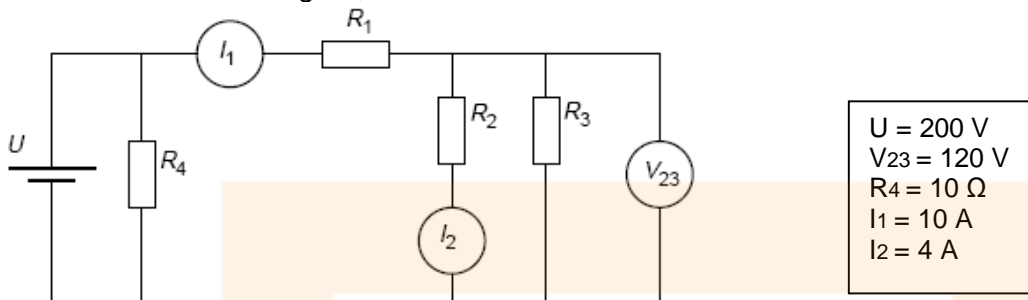 I1
R1
R2
R3
U
R4
V23
I2
U = 200 V
V23 = 120 V
R4 = 10 Ω
I1 = 10 A
I2 = 4 A